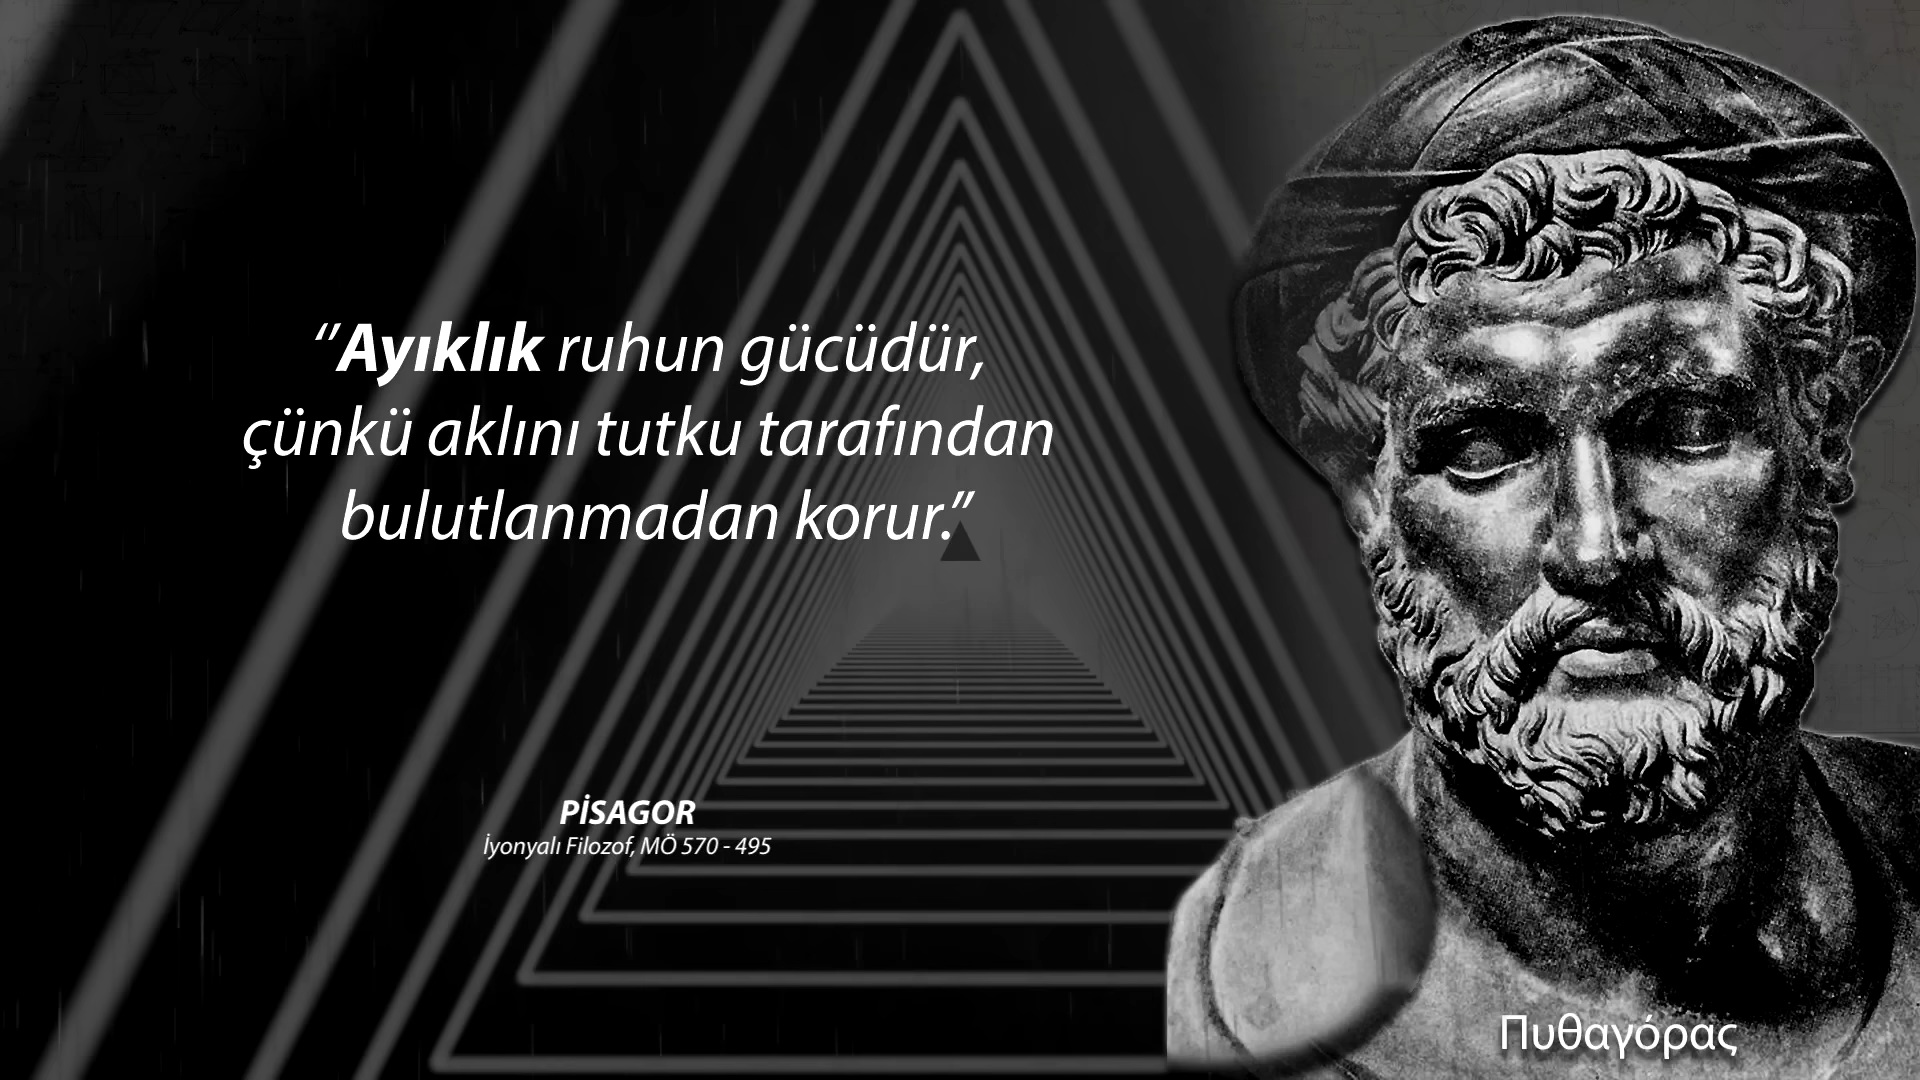 “Ayıklık ruhun gücüdür,
çünkü aklını tutku tarafından
bulutlanmadan korur.”
PİSAGOR
İyonyalı Filozof, MÖ 570 - 495
Πυθαγόρας